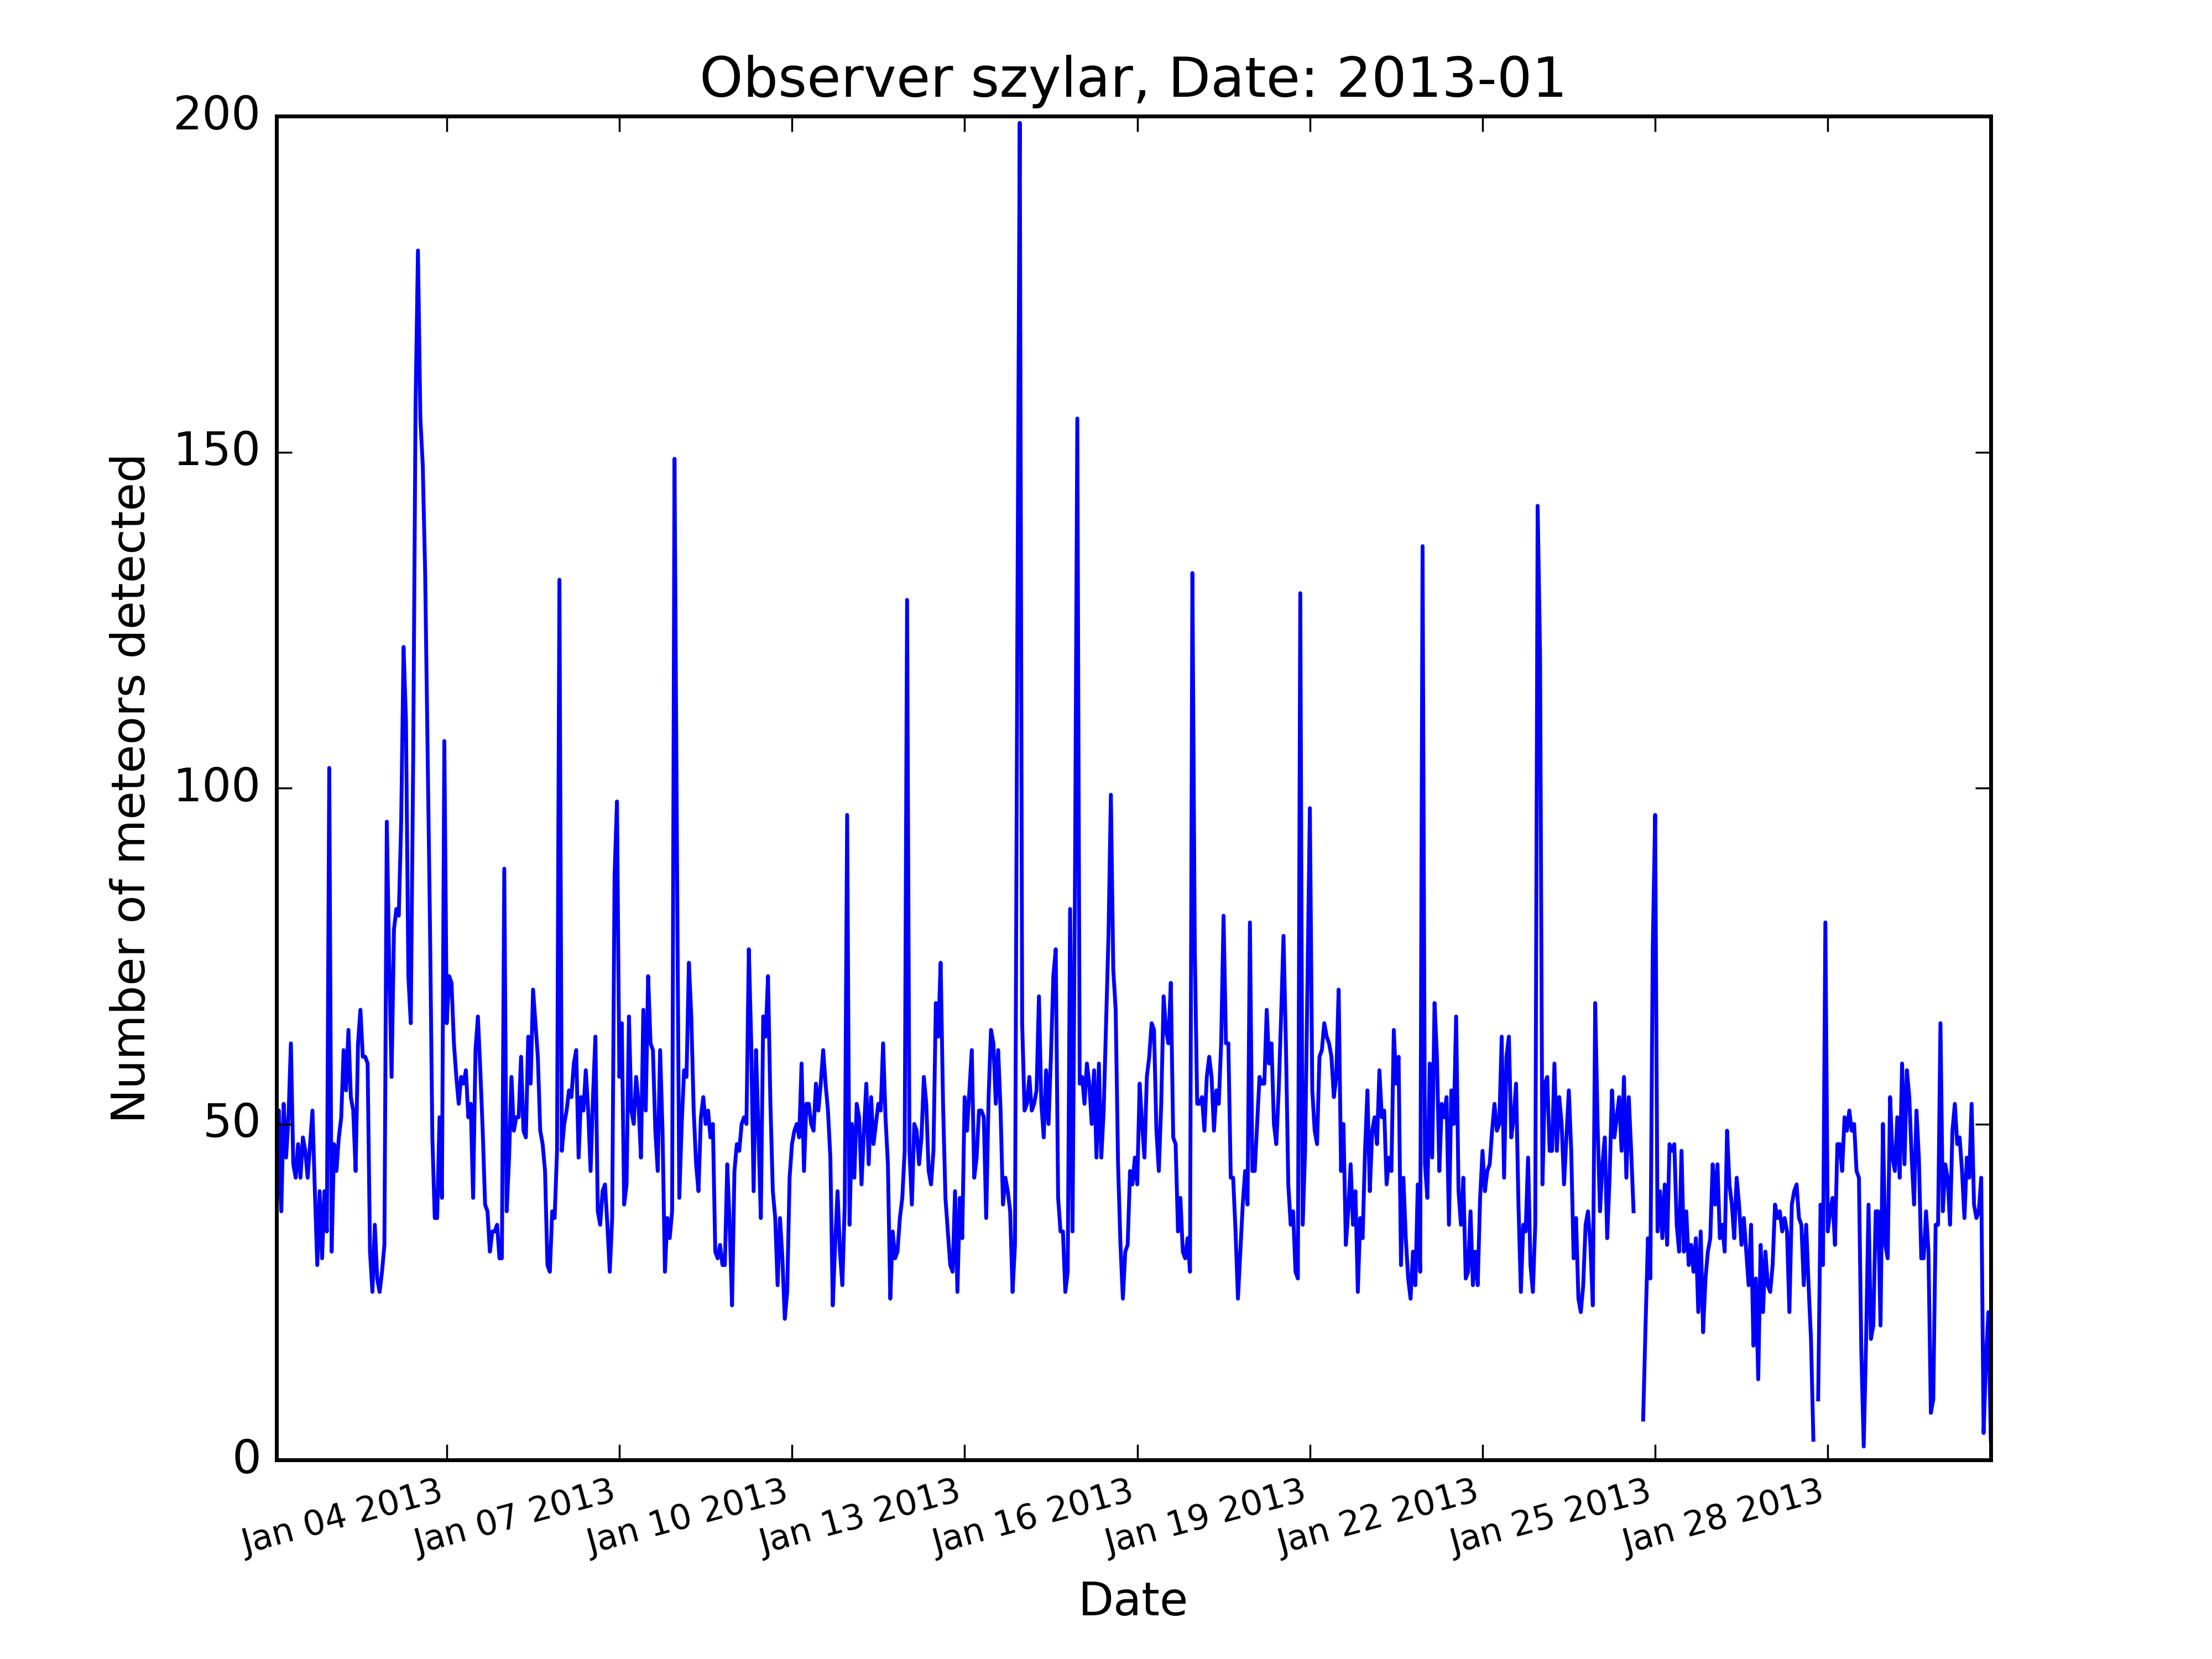 Observer szylar, Date: 2013-01
200
150
100
50
0
Number of meteors detected
Jan 04 2013
Jan 07 2013
Jan 10 2013
Jan 13 2013
Jan 16 2013
Jan 19 2013
Jan 22 2013
Jan 25 2013
Jan 28 2013
Date